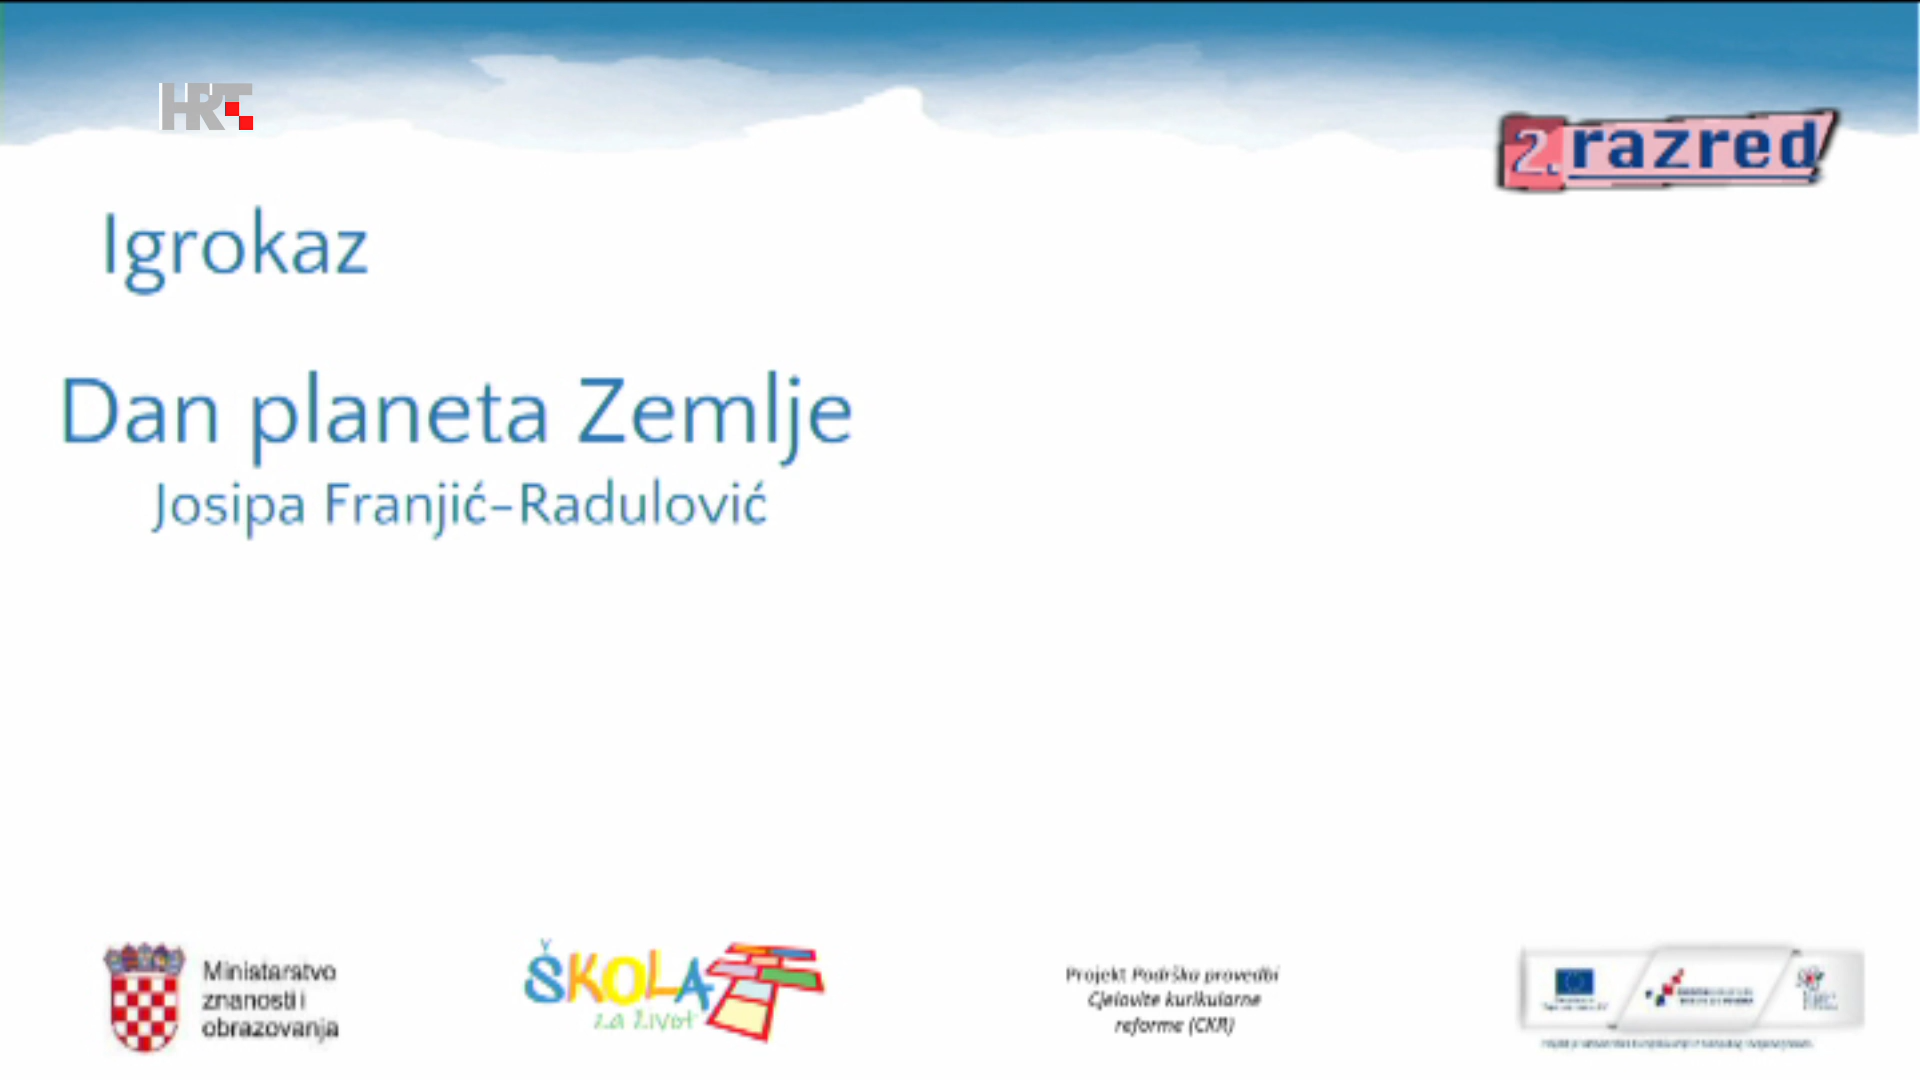 HRT
2. razred
Igrokaz
Dan planeta Zemlje
Josipa Franjić-Radulović
Ministarstvo
znanosti i
obrazovanja
ŠKOLA
za život
Projekt Podrška provedbi
Cjelovite kurikularne
reforme (CKR)